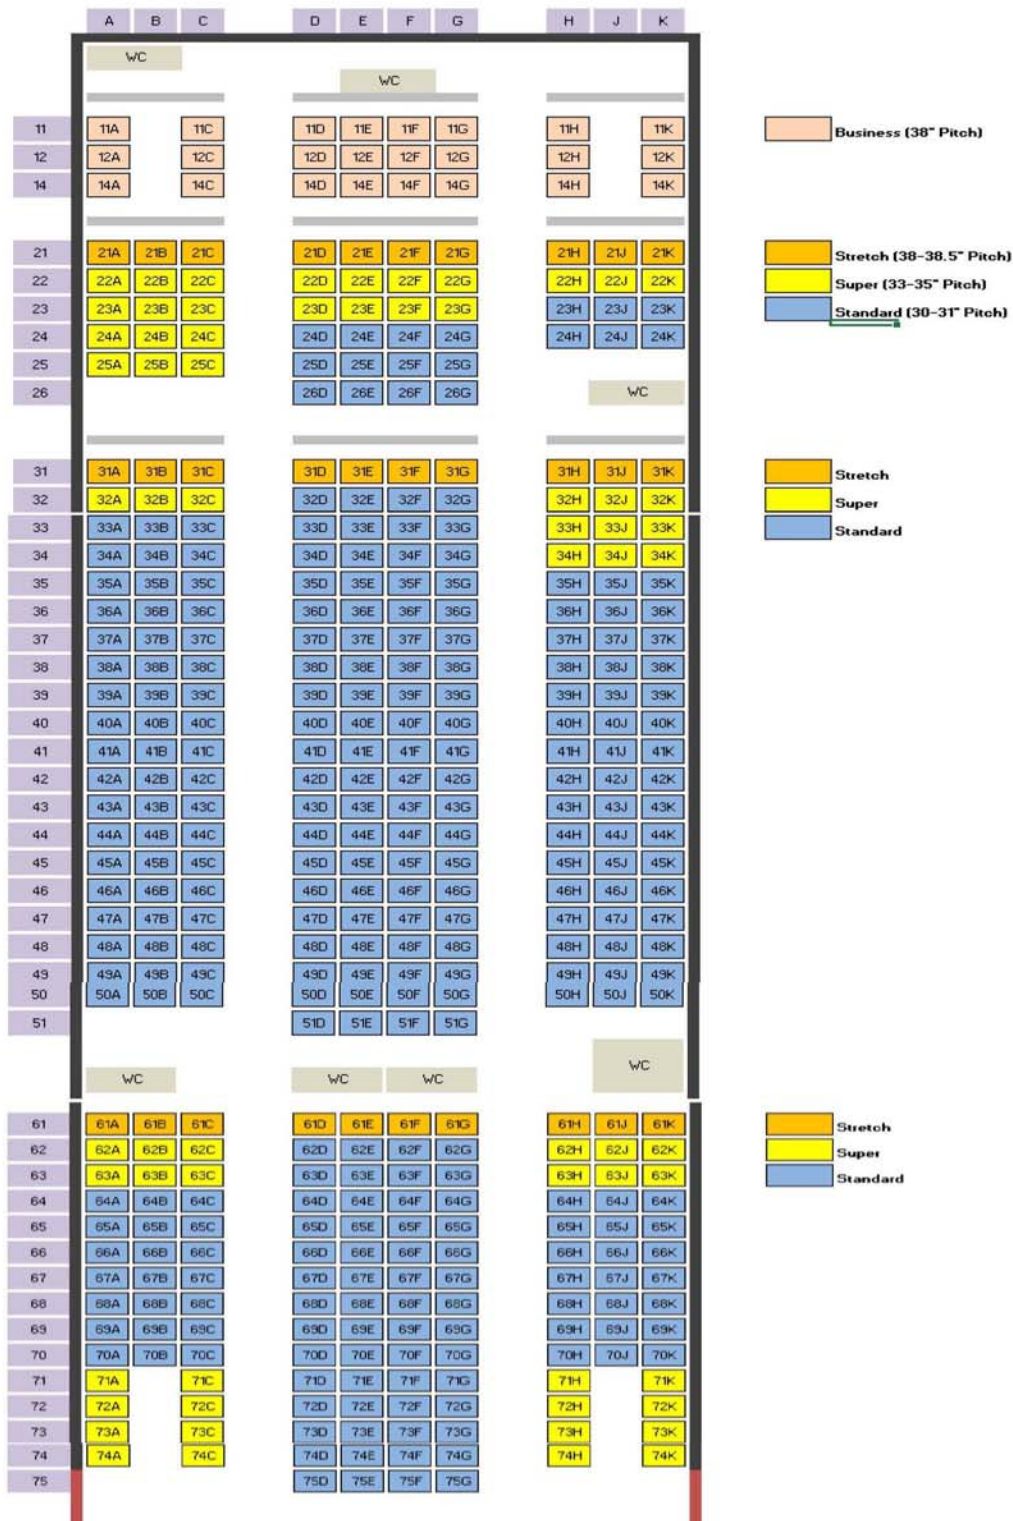 A B C D E F G H J K
WC
WC
11 11A 11C 11D 11E 11F 11G 11H 11K Business (38" Pitch)
12 12A 12C 12D 12E 12F 12G 12H 12K
14 14A 14C 14D 14E 14F 14G 14H 14K
21 21A 21B 21C 21D 21E 21F 21G 21H 21J 21K Stretch (38-38.5" Pitch)
22 22A 22B 22C 22D 22E 22F 22G 22H 22J 22K Super (33-35" Pitch)
23 23A 23B 23C 23D 23E 23F 23G 23H 23J 23K Standard (30-31" Pitch)
24 24A 24B 24C 24D 24E 24F 24G 24H 24J 24K
25 25A 25B 25C 25D 25E 25F 25G
26 26D 26E 26F 26G WC
31 31A 31B 31C 31D 31E 31F 31G 31H 31J 31K Stretch
32 32A 32B 32C 32D 32E 32F 32G 32H 32J 32K Super
33 33A 33B 33C 33D 33E 33F 33G 33H 33J 33K Standard
34 34A 34B 34C 34D 34E 34F 34G 34H 34J 34K
35 35A 35B 35C 35D 35E 35F 35G 35H 35J 35K
36 36A 36B 36C 36D 36E 36F 36G 36H 36J 36K
37 37A 37B 37C 37D 37E 37F 37G 37H 37J 37K
38 38A 38B 38C 38D 38E 38F 38G 38H 38J 38K
39 39A 39B 39C 39D 39E 39F 39G 39H 39J 39K
40 40A 40B 40C 40D 40E 40F 40G 40H 40J 40K
41 41A 41B 41C 41D 41E 41F 41G 41H 41J 41K
42 42A 42B 42C 42D 42E 42F 42G 42H 42J 42K
43 43A 43B 43C 43D 43E 43F 43G 43H 43J 43K
44 44A 44B 44C 44D 44E 44F 44G 44H 44J 44K
45 45A 45B 45C 45D 45E 45F 45G 45H 45J 45K
46 46A 46B 46C 46D 46E 46F 46G 46H 46J 46K
47 47A 47B 47C 47D 47E 47F 47G 47H 47J 47K
48 48A 48B 48C 48D 48E 48F 48G 48H 48J 48K
49 49A 49B 49C 49D 49E 49F 49G 49H 49J 49K
50 50A 50B 50C 50D 50E 50F 50G 50H 50J 50K
51 51D 51E 51F 51G
WC WC WC WC
61 61A 61B 61C 61D 61E 61F 61G 61H 61J 61K Stretch
62 62A 62B 62C 62D 62E 62F 62G 62H 62J 62K Super
63 63A 63B 63C 63D 63E 63F 63G 63H 63J 63K Standard
64 64A 64B 64C 64D 64E 64F 64G 64H 64J 64K
65 65A 65B 65C 65D 65E 65F 65G 65H 65J 65K
66 66A 66B 66C 66D 66E 66F 66G 66H 66J 66K
67 67A 67B 67C 67D 67E 67F 67G 67H 67J 67K
68 68A 68B 68C 68D 68E 68F 68G 68H 68J 68K
69 69A 69B 69C 69D 69E 69F 69G 69H 69J 69K
70 70A 70B 70C 70D 70E 70F 70G 70H 70J 70K
71 71A 71C 71D 71E 71F 71G 71H 71K
72 72A 72C 72D 72E 72F 72G 72H 72K
73 73A 73C 73D 73E 73F 73G 73H 73K
74 74A 74C 74D 74E 74F 74G 74H 74K
75 75D 75E 75F 75G